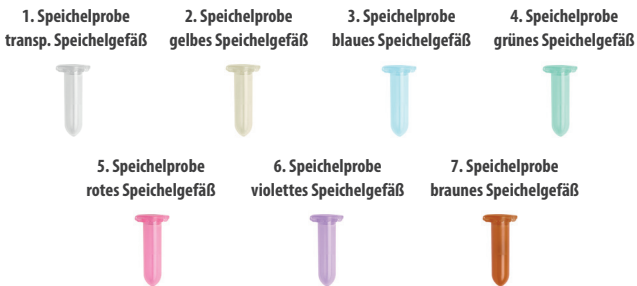 1. Speichelprobe
transp. Speichelgefäß
2. Speichelprobe
gelbes Speichelgefäß
3. Speichelprobe
blaues Speichelgefäß
4. Speichelprobe
grünes Speichelgefäß
5. Speichelprobe
rotes Speichelgefäß
6. Speichelprobe
violettes Speichelgefäß
7. Speichelprobe
braunes Speichelgefäß